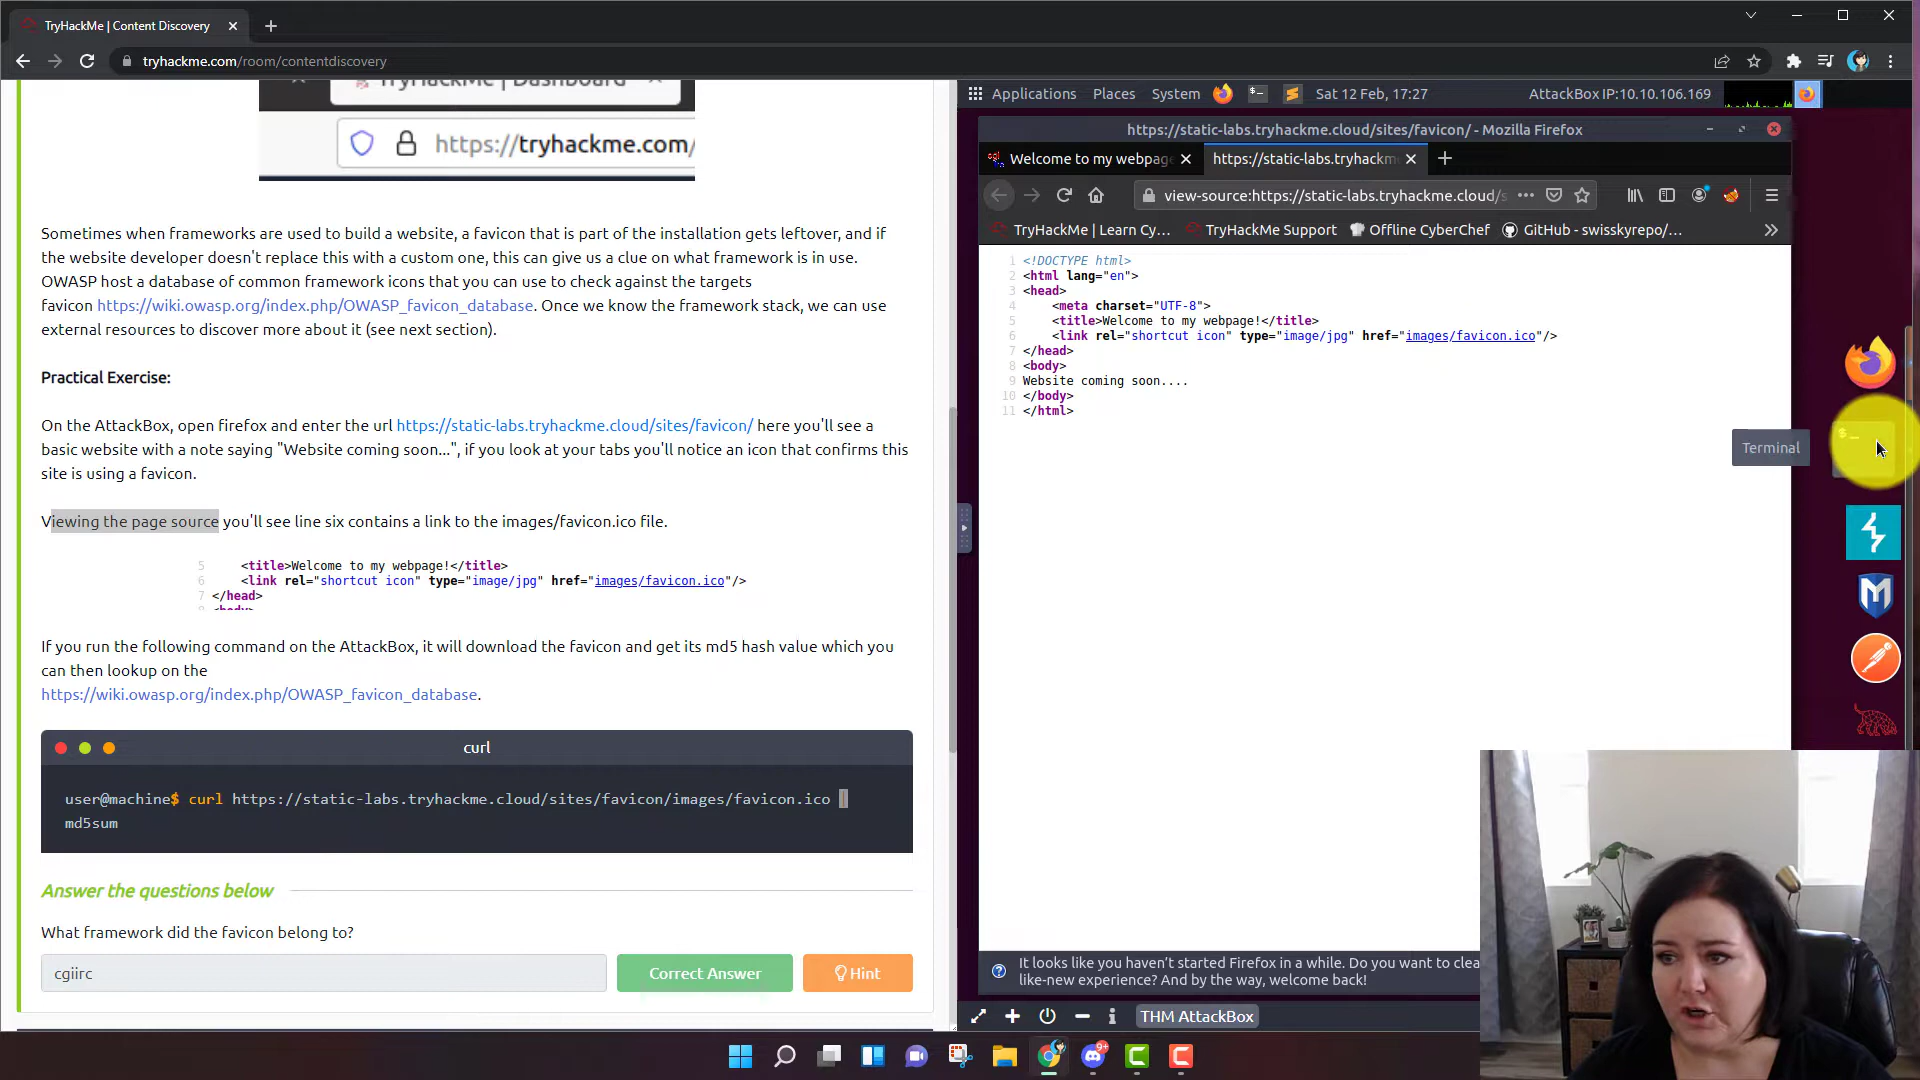 TryHackMe | Content Discovery
tryhackme.com/room/contentdiscovery
TryHackMe | Dashboard
https://tryhackme.com/
Sometimes when frameworks are used to build a website, a favicon that is part of the installation gets leftover, and if
the website developer doesn't replace this with a custom one, this can give us a clue on what framework is in use.
OWASP host a database of common framework icons that you can use to check against the targets
favicon https://wiki.owasp.org/index.php/OWASP_favicon_database. Once we know the framework stack, we can use
external resources to discover more about it (see next section).
Practical Exercise:
On the AttackBox, open firefox and enter the url https://static-labs.tryhackme.cloud/sites/favicon/ here you'll see a
basic website with a note saying "Website coming soon...", if you look at your tabs you'll notice an icon that confirms this
site is using a favicon.
Viewing the page source you'll see line six contains a link to the images/favicon.ico file.
5 <title>Welcome to my webpage!</title>
6 <link rel="shortcut icon" type="image/jpg" href="images/favicon.ico"/>
7 </head>
8 <body>
If you run the following command on the AttackBox, it will download the favicon and get its md5 hash value which you
can then lookup on the
https://wiki.owasp.org/index.php/OWASP_favicon_database.
curl
user@machine$ curl https://static-labs.tryhackme.cloud/sites/favicon/images/favicon.ico |
md5sum
Answer the questions below
What framework did the favicon belong to?
cgiirc
Correct Answer
Hint
Applications Places System Sat 12 Feb, 17:27 AttackBox IP:10.10.106.169
https://static-labs.tryhackme.cloud/sites/favicon/ - Mozilla Firefox
Welcome to my webpag
https://static-labs.tryhackm
view-source:https://static-labs.tryhackme.cloud/s
TryHackMe | Learn Cy... TryHackMe Support Offline CyberChef GitHub - swisskyrepo/...
1 <!DOCTYPE html>
2 <html lang="en">
3 <head>
4 <meta charset="UTF-8">
5 <title>Welcome to my webpage!</title>
6 <link rel="shortcut icon" type="image/jpg" href="images/favicon.ico"/>
7 </head>
8 <body>
9 Website coming soon....
10 </body>
11 </html>
Terminal
$_
It looks like you haven't started Firefox in a while. Do you want to clea
like-new experience? And by the way, welcome back!
THM AttackBox
9+